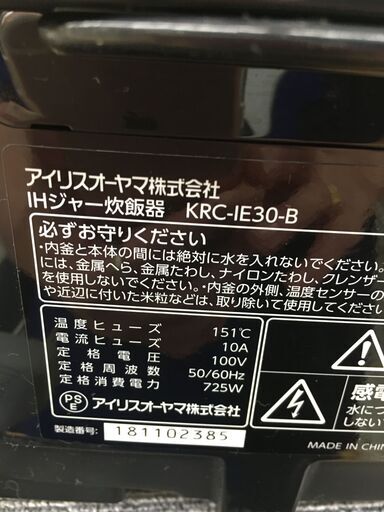 アイリスオーヤマ株式会社
IHジャー炊飯器 KRC-IE30-B
必ずお守りください
・内釜と本体の間には絶対に水を入れないでください。
には、金属へら、金属たわし、ナイロンたわし、クレンザー
を使用しないでください。・内釜の外側、温度センサーの
や近辺に付いた米粒などは、取り除いて使用してくださ
温度ヒューズ 151℃
電流ヒューズ 10A
定格電圧 100V
定格周波数 50/60Hz
定格消費電力 725W
PSE アイリスオーヤマ株式会社
製造番号: 181102385
感電
水につ
しない
MADE IN CHIN